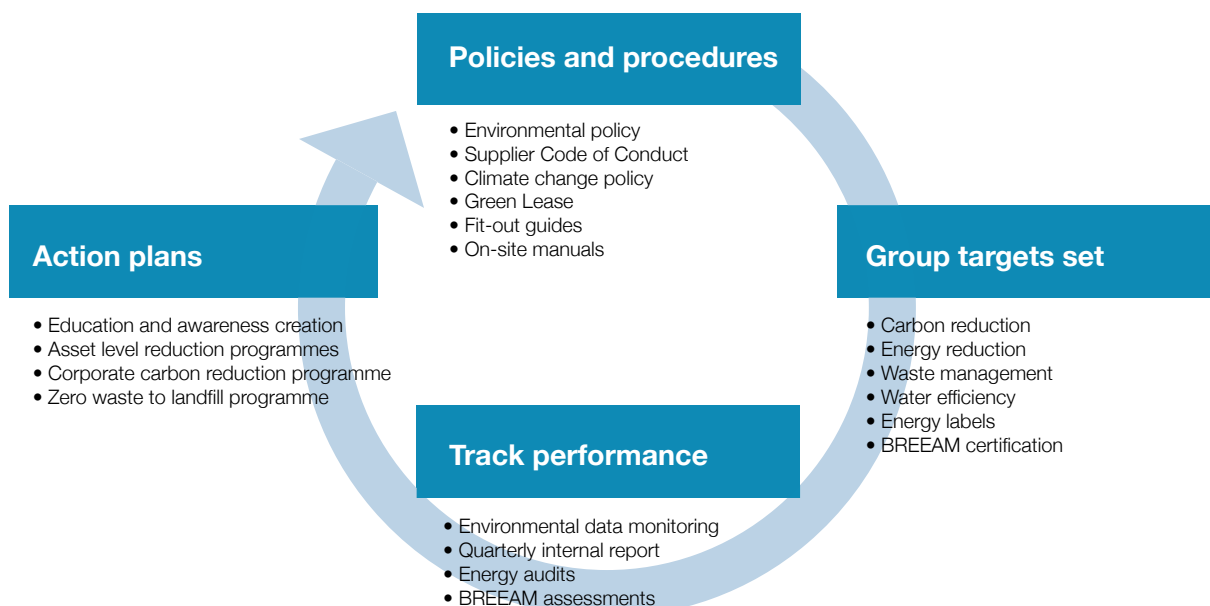 Policies and procedures
• Environmental policy
• Supplier Code of Conduct
• Climate change policy
• Green Lease
• Fit-out guides
• On-site manuals
Group targets set
• Carbon reduction
• Energy reduction
• Waste management
• Water efficiency
• Energy labels
• BREEAM certification
Track performance
• Environmental data monitoring
• Quarterly internal report
• Energy audits
• BREEAM assessments
Action plans
• Education and awareness creation
• Asset level reduction programmes
• Corporate carbon reduction programme
• Zero waste to landfill programme